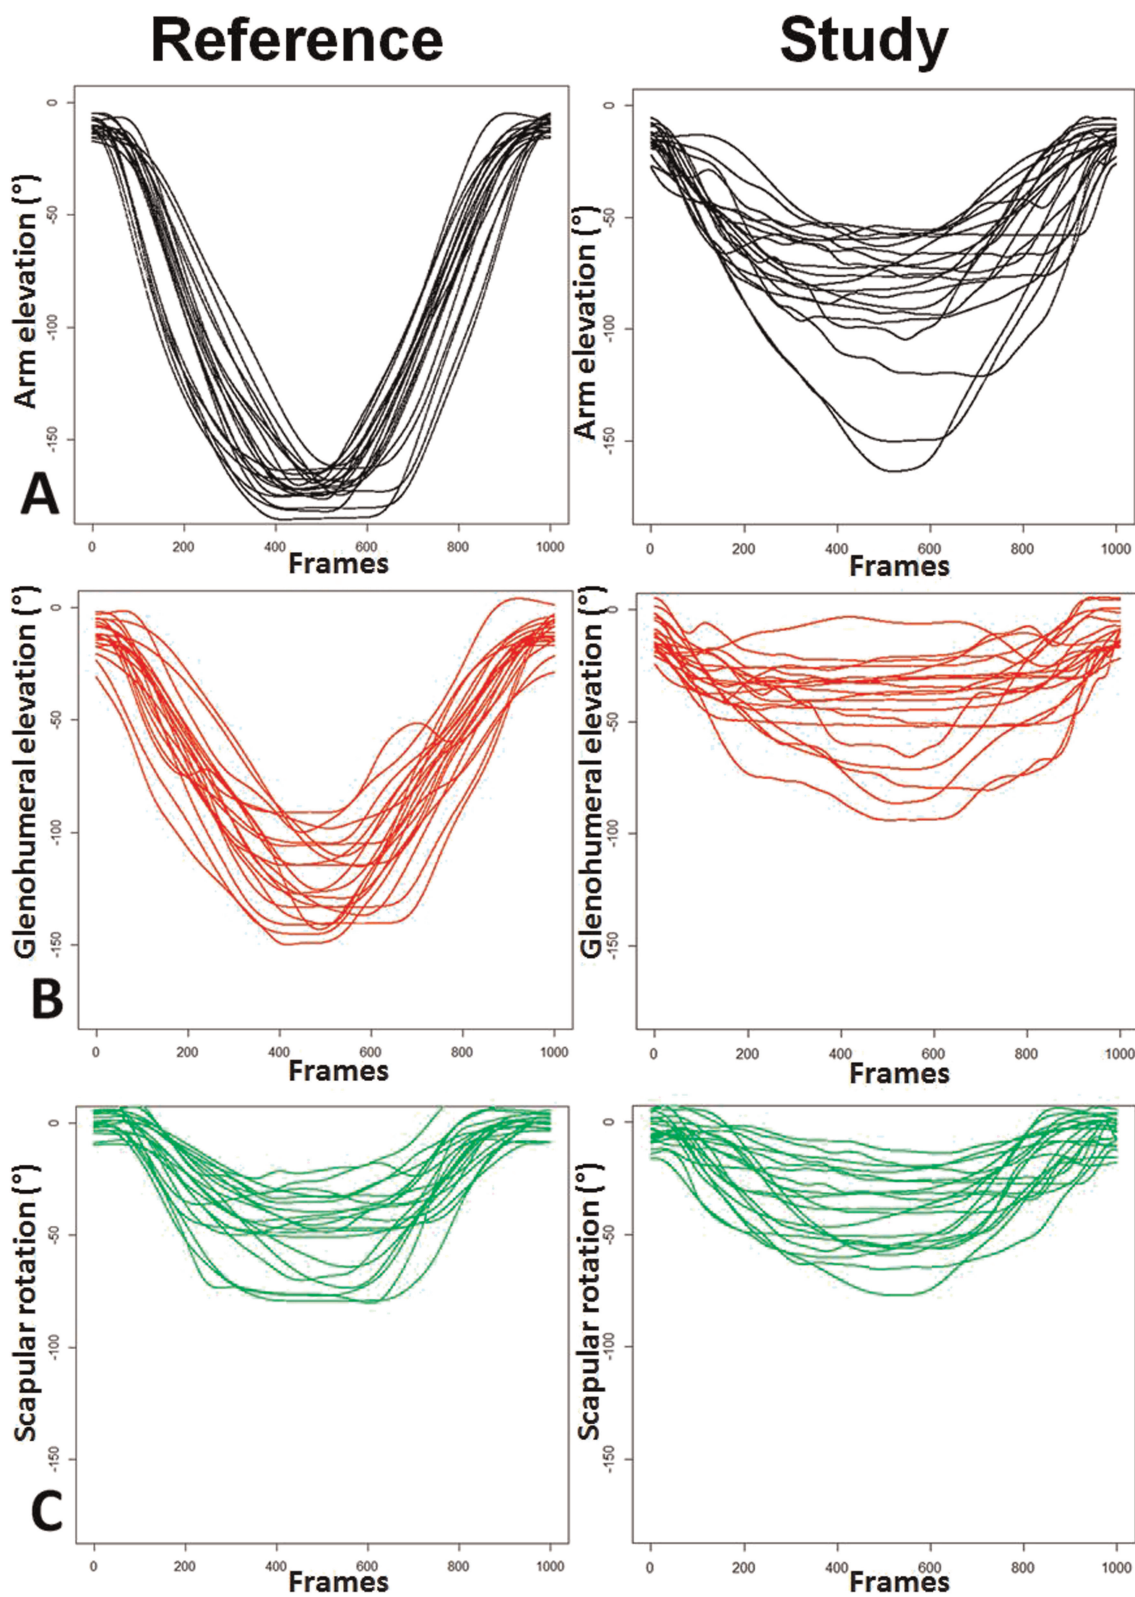 Reference Study
0 0
-50 -50
-100 -100
-150 -150
Arm elevation (°) Arm elevation (°)
A
0 200 400 600 800 1000 0 200 400 600 800 1000
Frames Frames
0 0
-50 -50
-100 -100
-150 -150
Glenohumeral elevation (°) Glenohumeral elevation (°)
B
0 200 400 600 800 1000 0 200 400 600 800 1000
Frames Frames
0 0
-50 -50
-100 -100
-150 -150
Scapular rotation (°) Scapular rotation (°)
C
0 200 400 600 800 1000 0 200 400 600 800 1000
Frames Frames